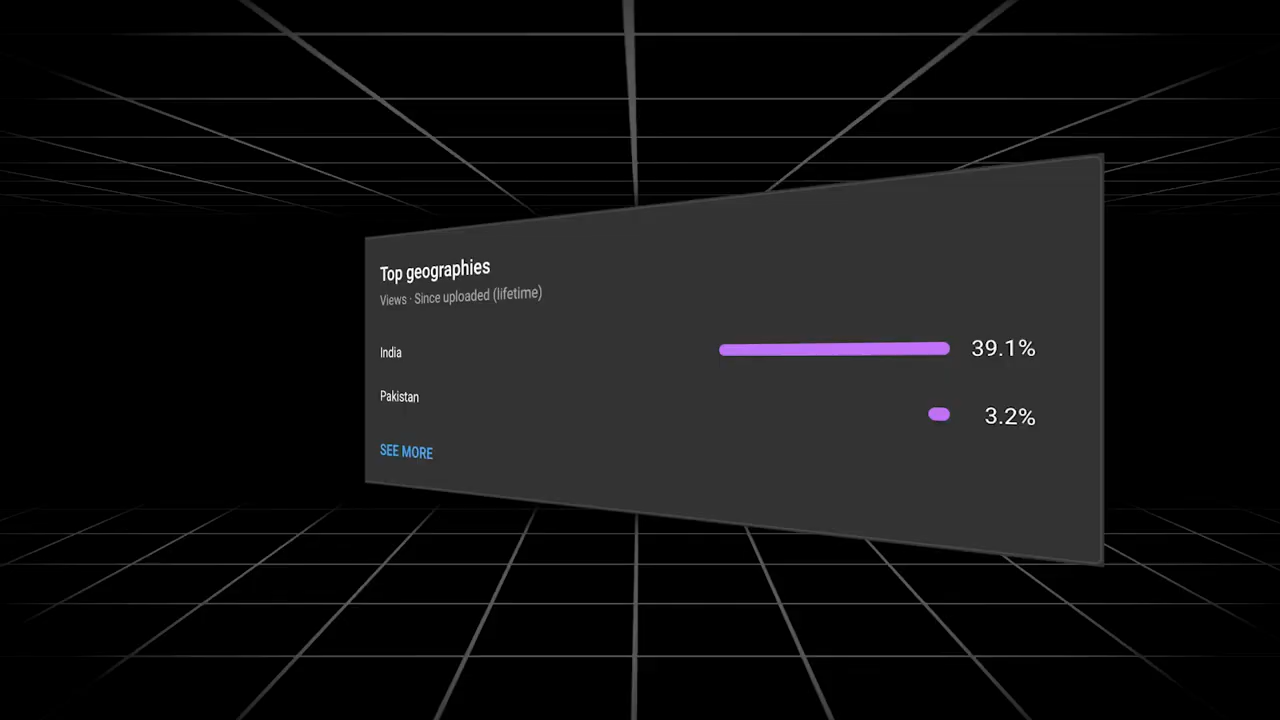 Top geographies
Views · Since uploaded (lifetime)
India 39.1%
Pakistan 3.2%
SEE MORE